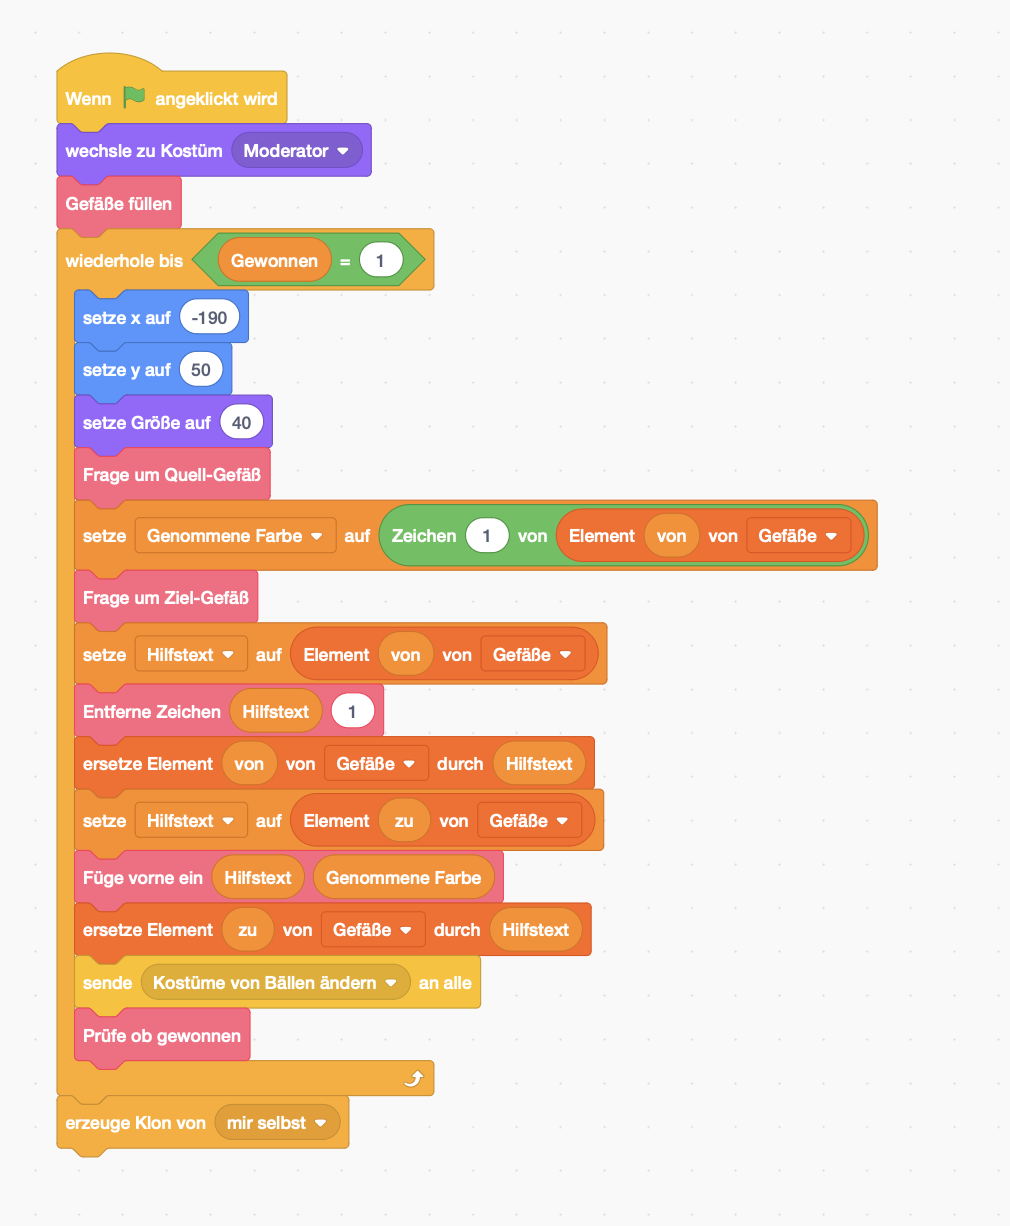 Wenn angeklickt wird
wechsle zu Kostüm Moderator
Gefäße füllen
wiederhole bis Gewonnen = 1
setze x auf -190
setze y auf 50
setze Größe auf 40
Frage um Quell-Gefäß
setze Genommene Farbe auf Zeichen 1 von Element von von Gefäße
Frage um Ziel-Gefäß
setze Hilfstext auf Element von von Gefäße
Entferne Zeichen Hilfstext 1
ersetze Element von von Gefäße durch Hilfstext
setze Hilfstext auf Element zu von Gefäße
Füge vorne ein Hilfstext Genommene Farbe
ersetze Element zu von Gefäße durch Hilfstext
sende Kostüme von Bällen ändern an alle
Prüfe ob gewonnen
erzeuge Klon von mir selbst